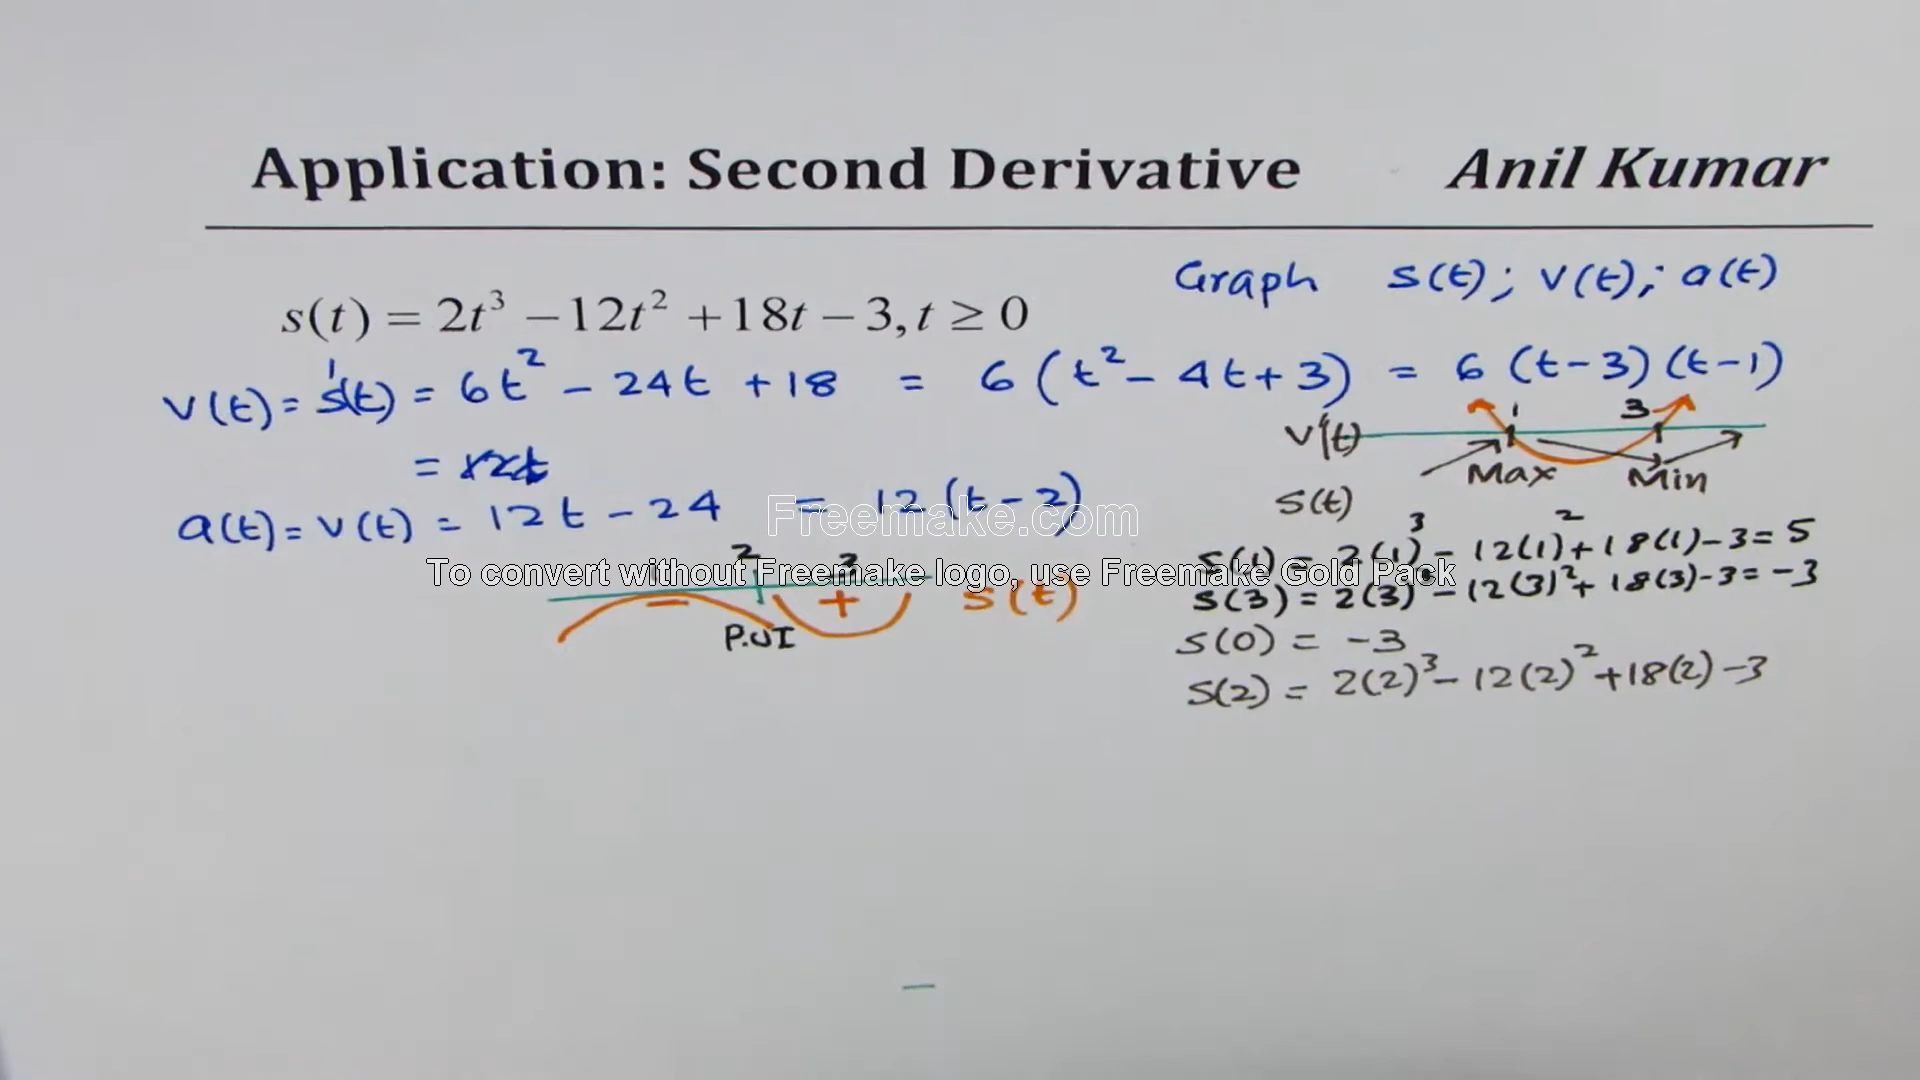 Application: Second Derivative Anil Kumar
Graph s(t); v(t); a(t)
s(t) = 2t³ − 12t² + 18t − 3, t ≥ 0
v(t) = s'(t) = 6t² − 24t + 18 = 6(t² − 4t + 3) = 6(t−3)(t−1)
1 3
v'(t)
=
Max Min
s(t)
a(t) = v(t) = 12t − 24 = 12(t−2)
Freemake.com
2 3
s(1) = 2(1)³ − 12(1)² + 18(1) − 3 = 5
To convert without Freemake logo, use Freemake Gold Pack
− + s(t)
s(3) = 2(3)³ − 12(3)² + 18(3) − 3 = −3
P.OI
s(0) = −3
s(2) = 2(2)³ − 12(2)² + 18(2) − 3